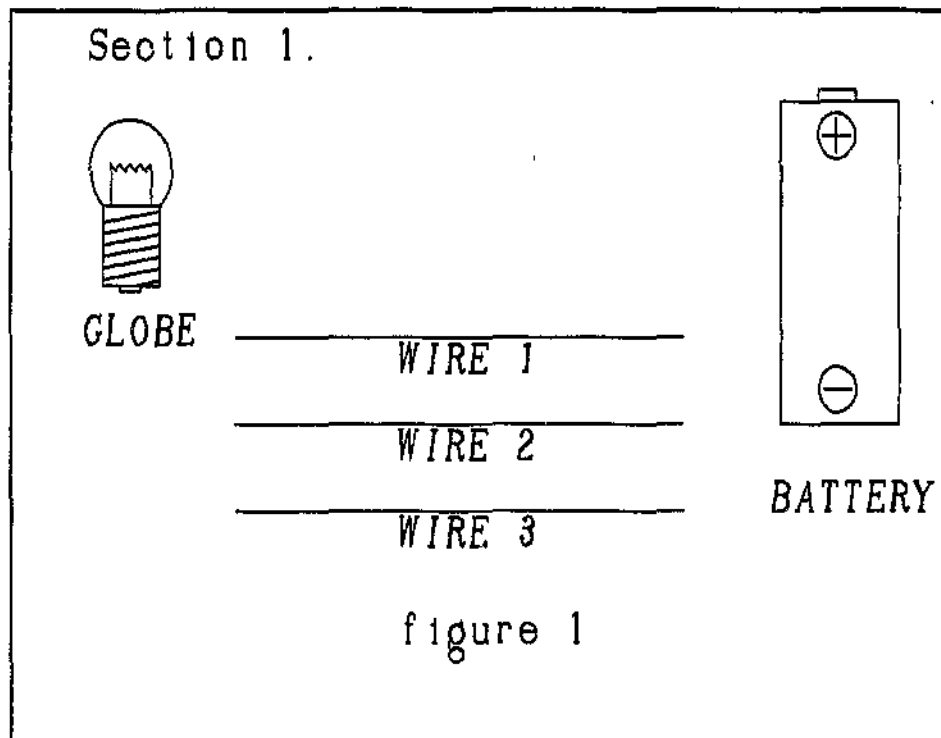 Section 1.
+
GLOBE
WIRE 1
−
WIRE 2
BATTERY
WIRE 3
figure 1